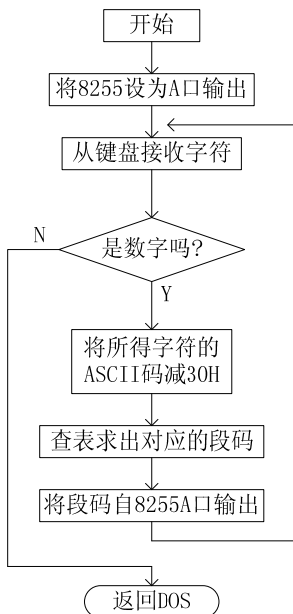 开始
将8255设为A口输出
从键盘接收字符
N
是数字吗?
Y
将所得字符的
ASCII码减30H
查表求出对应的段码
将段码自8255A口输出
返回DOS